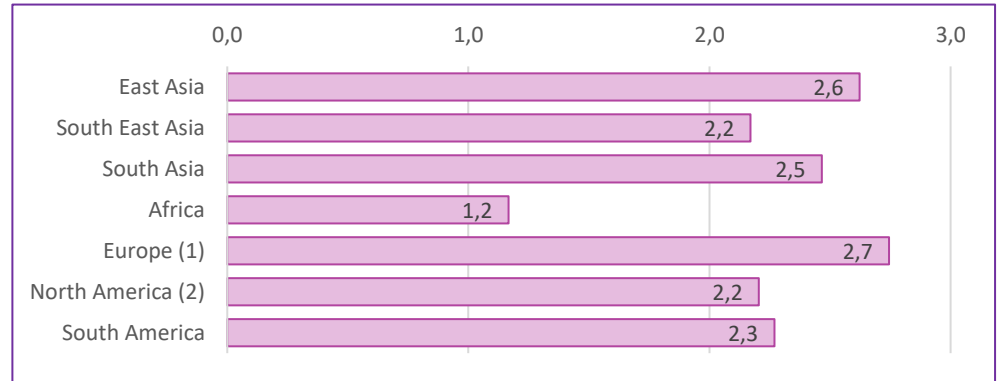 0,0 1,0 2,0 3,0
East Asia 2,6
South East Asia 2,2
South Asia 2,5
Africa 1,2
Europe (1) 2,7
North America (2) 2,2
South America 2,3